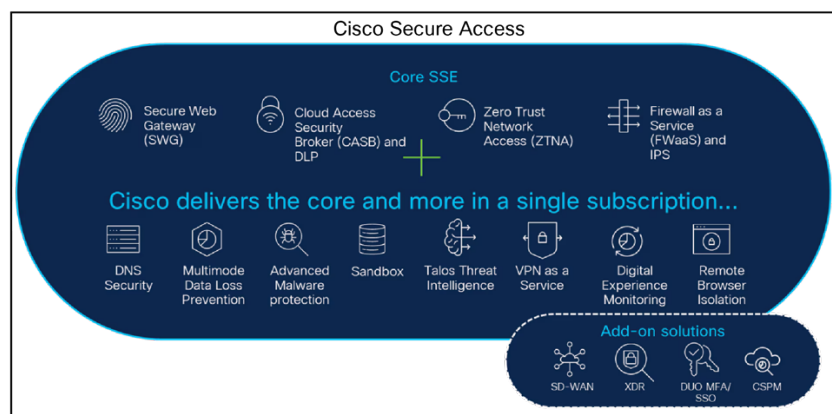 Cisco Secure Access
Core SSE
Secure Web
Gateway
(SWG)
Cloud Access
Security
Broker (CASB) and
DLP
Zero Trust
Network
Access (ZTNA)
Firewall as a
Service
(FWaaS) and
IPS
Cisco delivers the core and more in a single subscription...
DNS
Security
Multimode
Data Loss
Prevention
Advanced
Malware
protection
Sandbox
Talos Threat
Intelligence
VPN as a
Service
Digital
Experience
Monitoring
Remote
Browser
Isolation
Add-on solutions
SD-WAN
XDR
DUO MFA/
SSO
CSPM